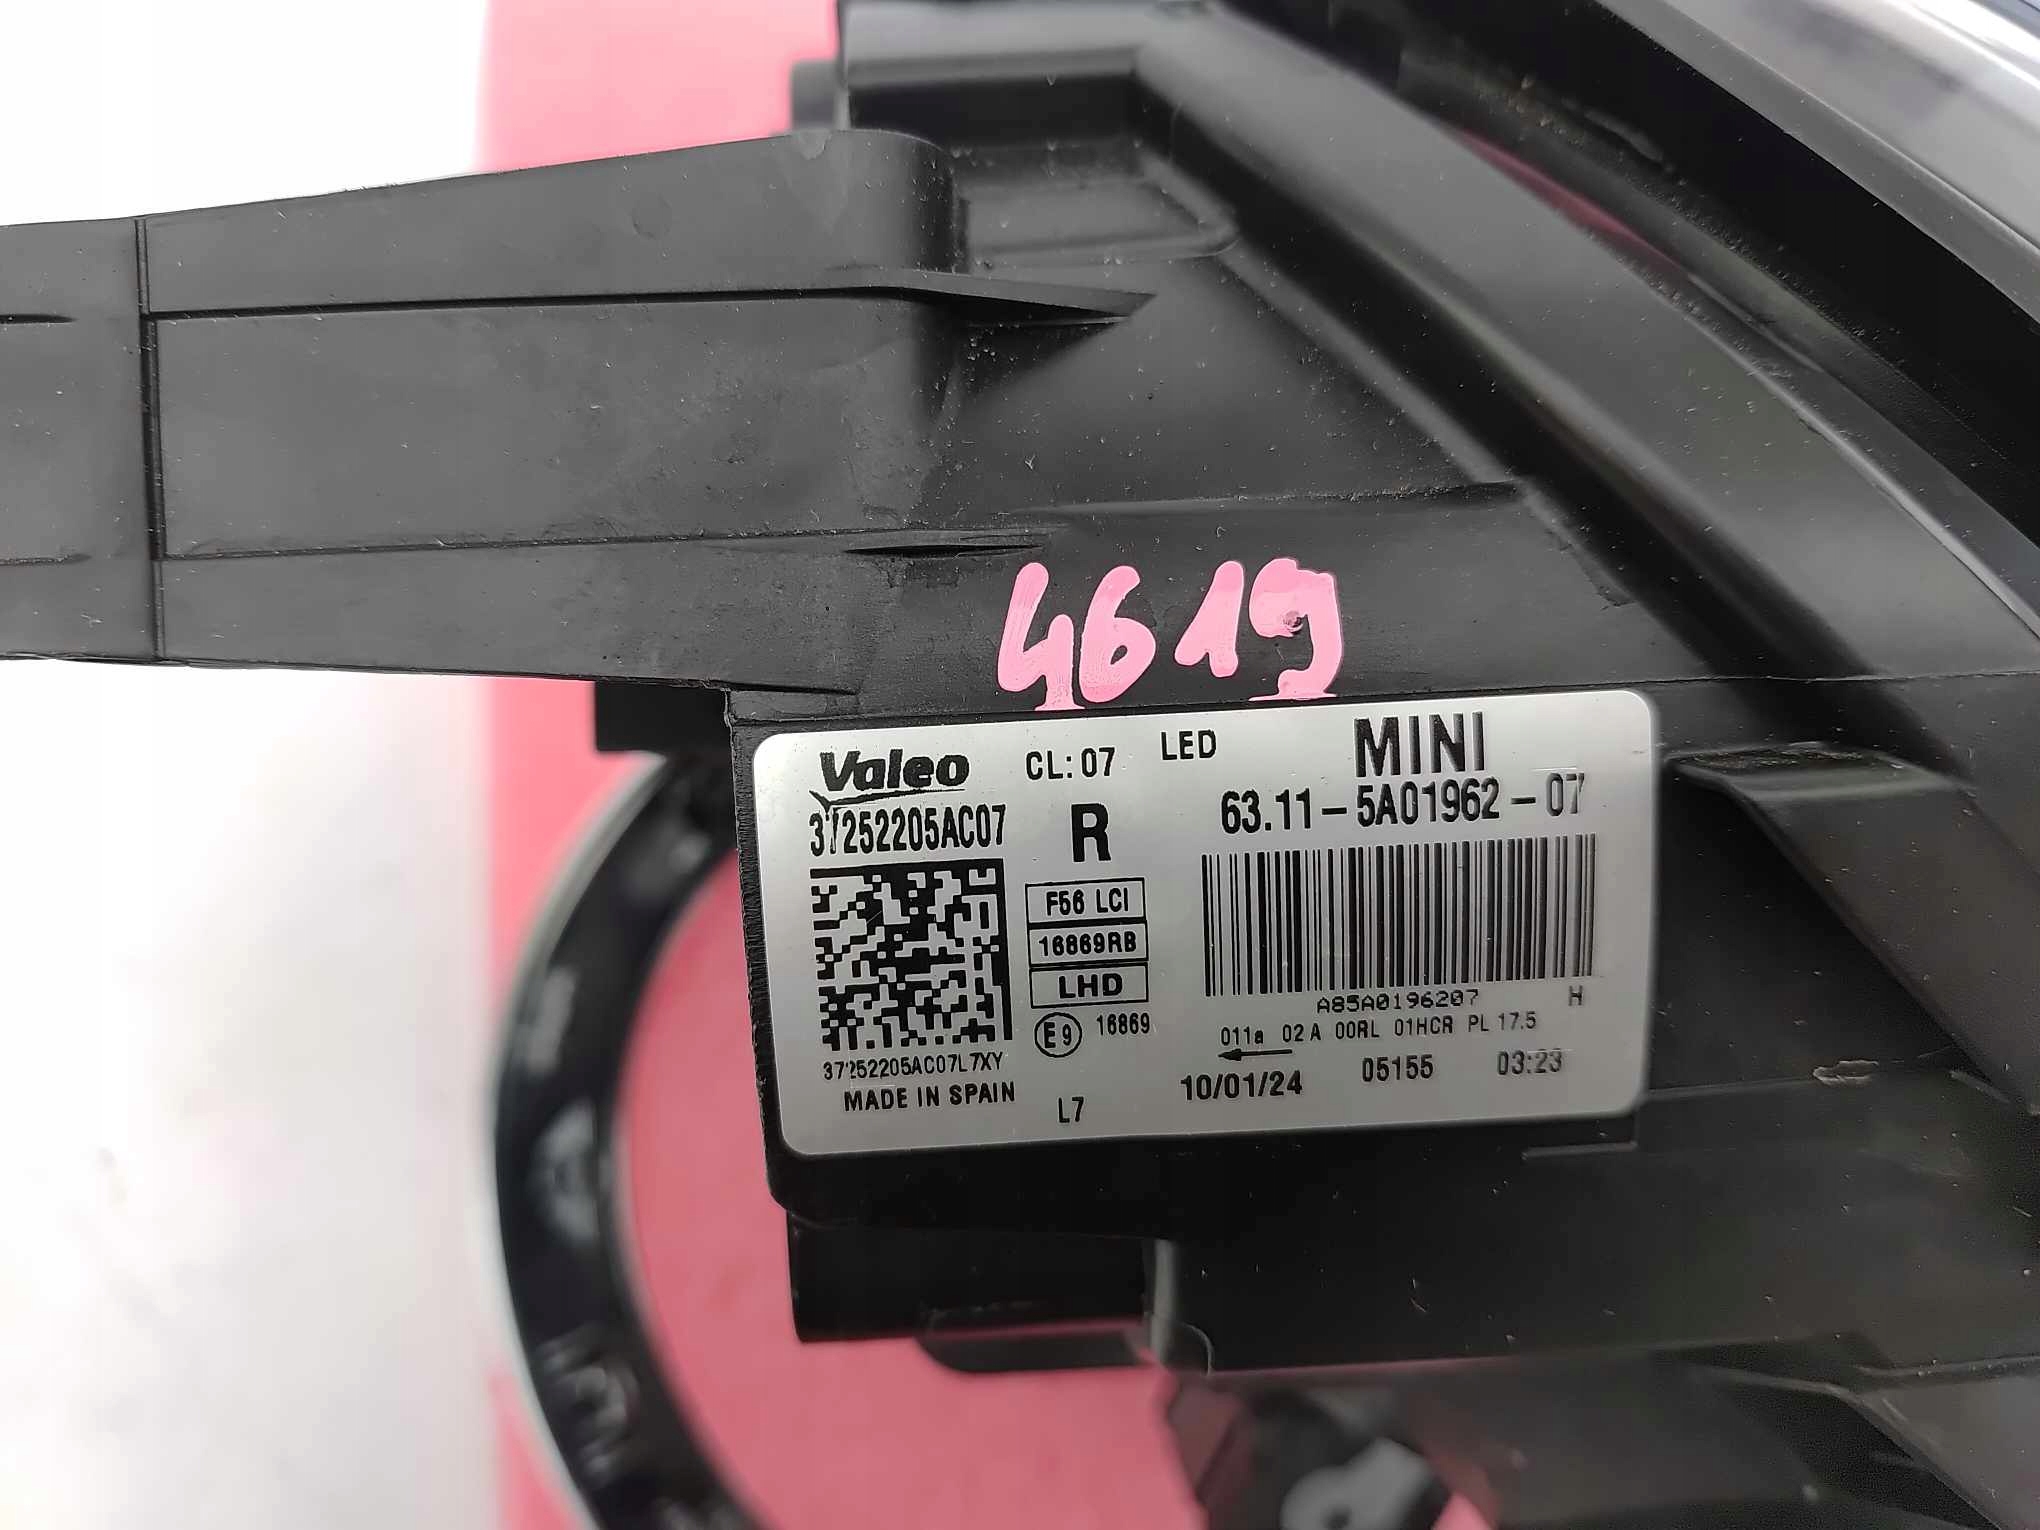 4619
Valeo CL: 07 LED MINI
37252205AC07 R 63.11-5A01962-07
F56 LCI
16869RB
LHD
A85A0196207 H
E9 16869
011a 02A 00RL 01HCR PL 17.5
37252205AC07L7XY
10/01/24 05155 03:23
MADE IN SPAIN
L7